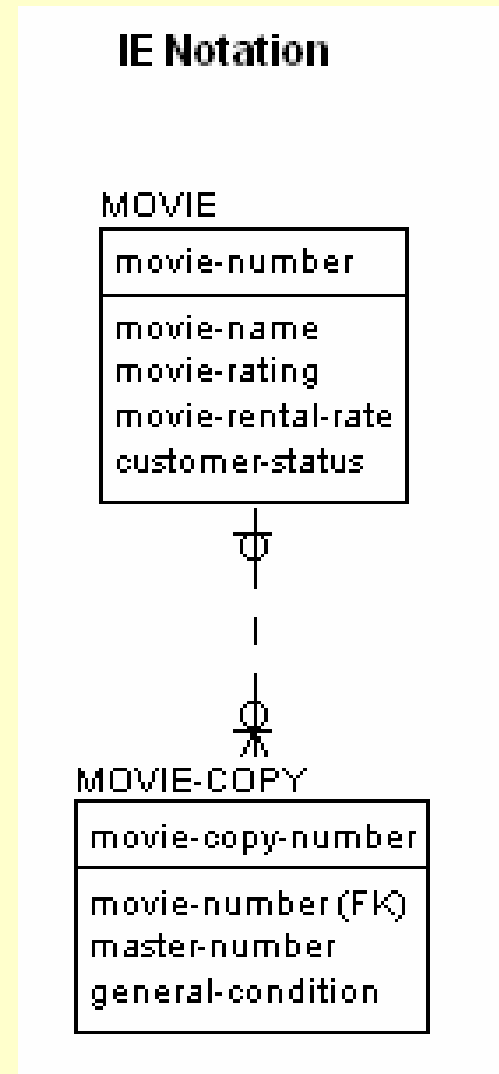 IE Notation
MOVIE
movie-number
movie-name
movie-rating
movie-rental-rate
customer-status
MOVIE-COPY
movie-copy-number
movie-number (FK)
master-number
general-condition